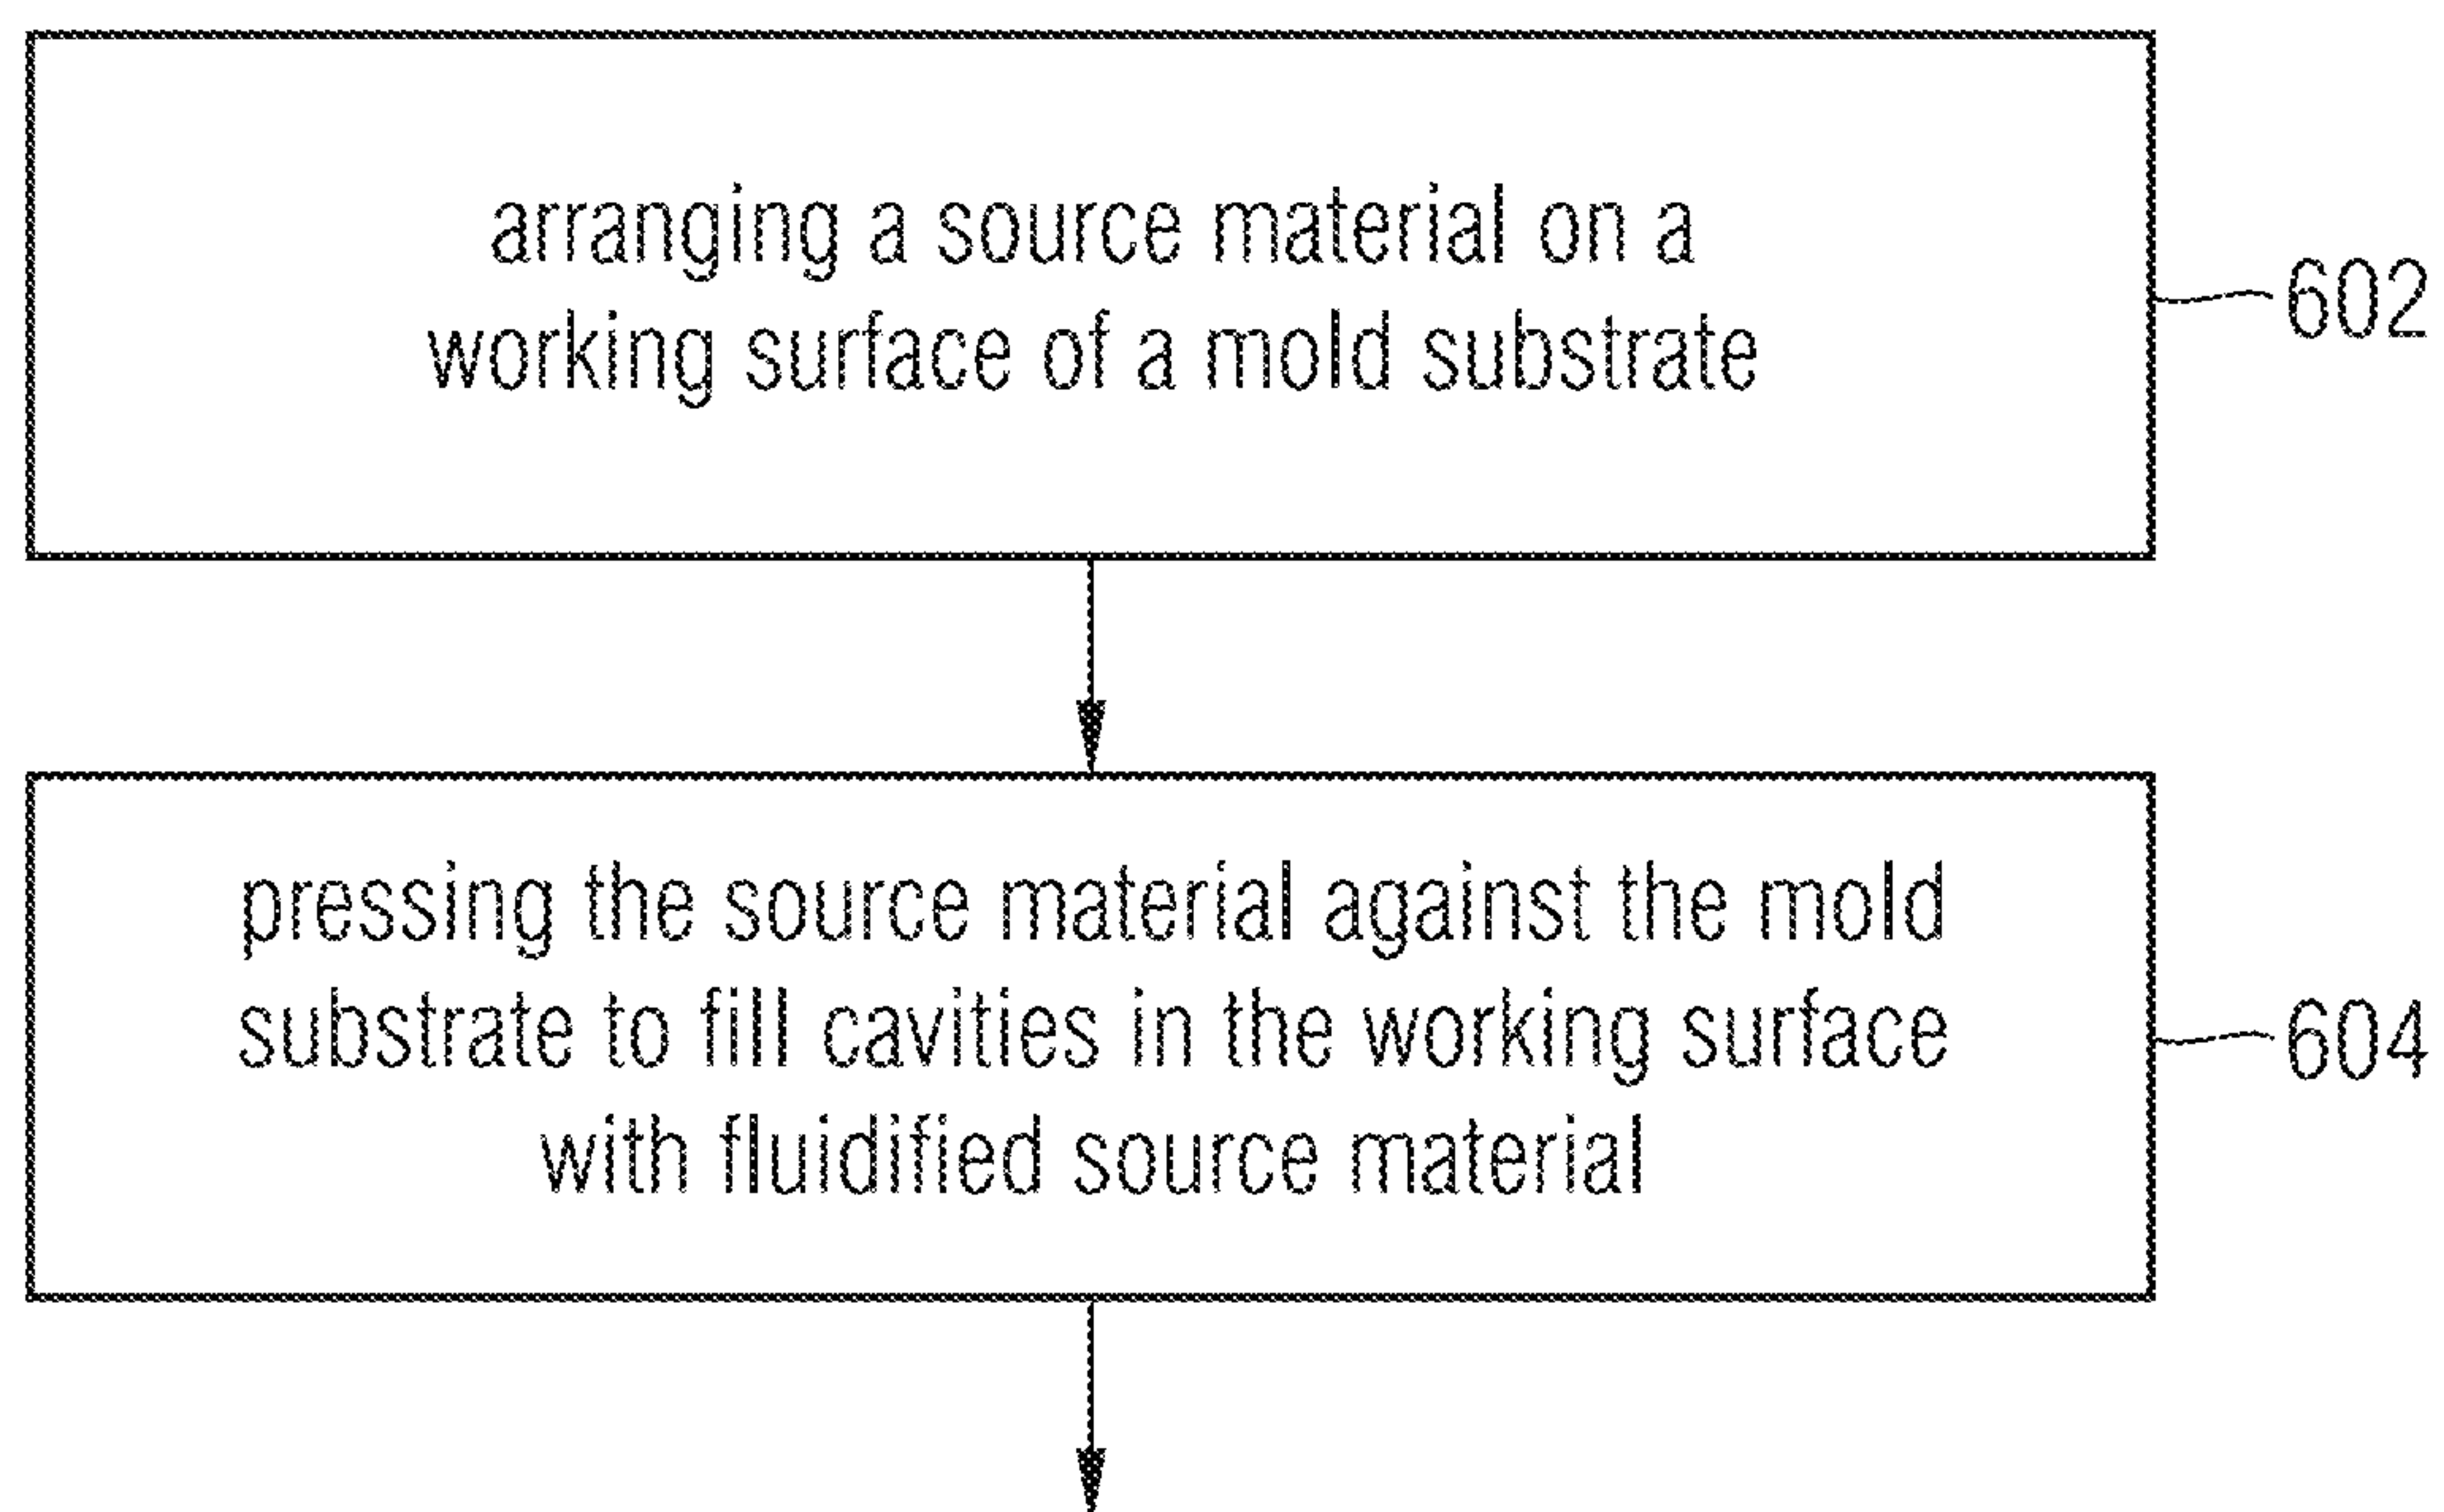 arranging a source material on a
working surface of a mold substrate
602
pressing the source material against the mold
substrate to fill cavities in the working surface
with fluidified source material
604